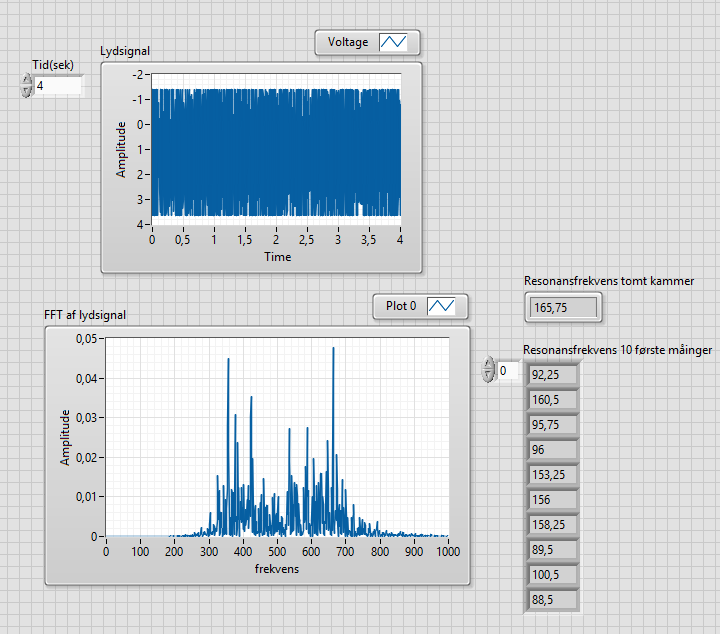 Voltage
Lydsignal
Tid(sek)
4
Amplitude
-2
-1
0
1
2
3
4
0 0,5 1 1,5 2 2,5 3 3,5 4
Time
Resonansfrekvens tomt kammer
165,75
Plot 0
FFT af lydsignal
Amplitude
0,05
0,04
0,03
0,02
0,01
0
0 100 200 300 400 500 600 700 800 900 1000
frekvens
Resonansfrekvens 10 første målinger
0
92,25
160,5
95,75
96
153,25
156
158,25
89,5
100,5
88,5